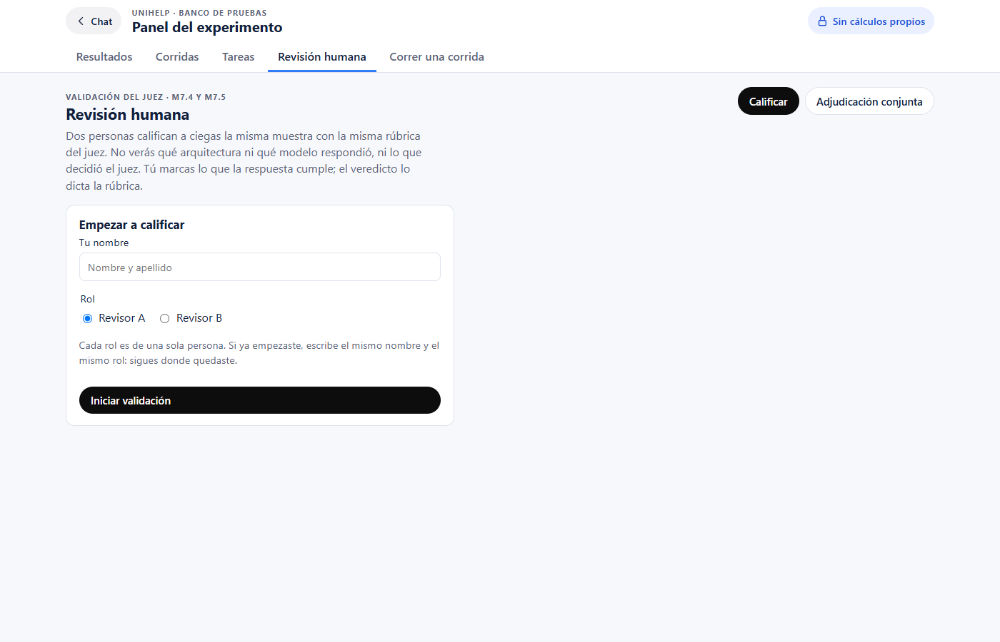 Chat
UNIHELP · BANCO DE PRUEBAS
Panel del experimento
Sin cálculos propios
Resultados
Corridas
Tareas
Revisión humana
Correr una corrida
VALIDACIÓN DEL JUEZ · M7.4 Y M7.5
Revisión humana
Dos personas califican a ciegas la misma muestra con la misma rúbrica
del juez. No verás qué arquitectura ni qué modelo respondió, ni lo que
decidió el juez. Tú marcas lo que la respuesta cumple; el veredicto lo
dicta la rúbrica.
Calificar
Adjudicación conjunta
Empezar a calificar
Tu nombre
Nombre y apellido
Rol
Revisor A
Revisor B
Cada rol es de una sola persona. Si ya empezaste, escribe el mismo nombre y el
mismo rol: sigues donde quedaste.
Iniciar validación